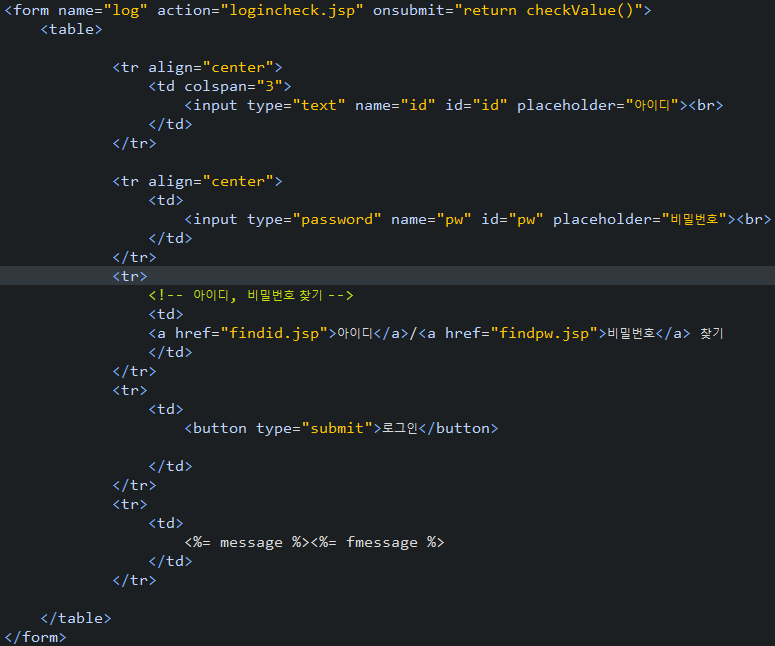 <form name="log" action="logincheck.jsp" onsubmit="return checkValue()">
<table>
<tr align="center">
<td colspan="3">
<input type="text" name="id" id="id" placeholder="아이디"><br>
</td>
</tr>
<tr align="center">
<td>
<input type="password" name="pw" id="pw" placeholder="비밀번호"><br>
</td>
</tr>
<tr>
<!-- 아이디, 비밀번호 찾기 -->
<td>
<a href="findid.jsp">아이디</a>/<a href="findpw.jsp">비밀번호</a> 찾기
</td>
</tr>
<tr>
<td>
<button type="submit">로그인</button>
</td>
</tr>
<tr>
<td>
<%= message %><%= fmessage %>
</td>
</tr>
</table>
</form>